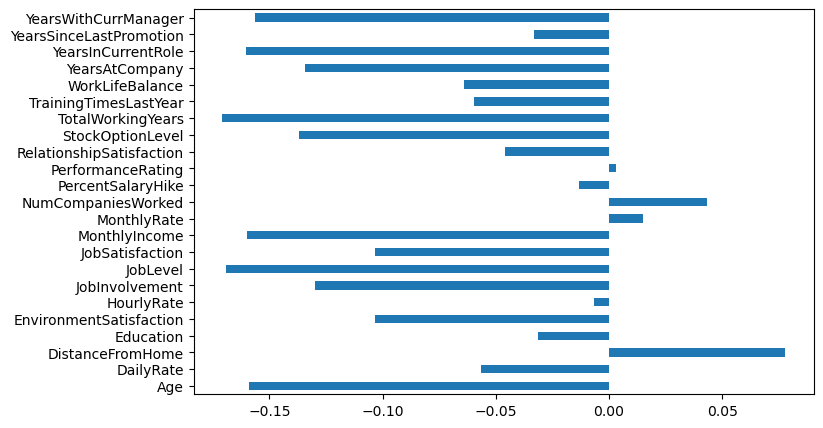 YearsWithCurrManager
YearsSinceLastPromotion
YearsInCurrentRole
YearsAtCompany
WorkLifeBalance
TrainingTimesLastYear
TotalWorkingYears
StockOptionLevel
RelationshipSatisfaction
PerformanceRating
PercentSalaryHike
NumCompaniesWorked
MonthlyRate
MonthlyIncome
JobSatisfaction
JobLevel
JobInvolvement
HourlyRate
EnvironmentSatisfaction
Education
DistanceFromHome
DailyRate
Age
−0.15 −0.10 −0.05 0.00 0.05